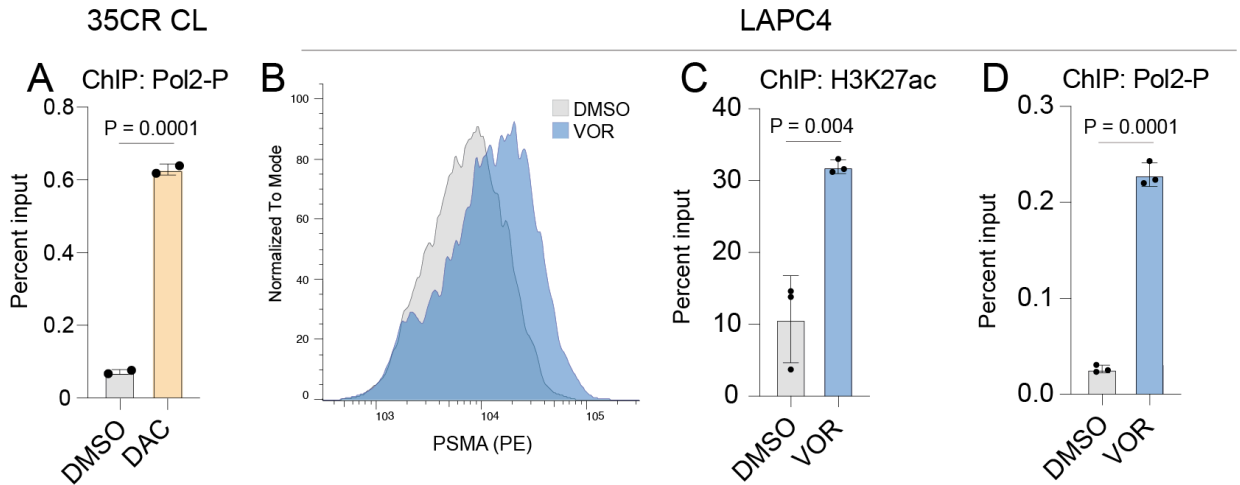 35CR CL
LAPC4
A ChIP: Pol2-P
Percent input
0.8
0.6
0.4
0.2
0
P = 0.0001
DMSO
DAC
B
Normalized To Mode
100
80
60
40
20
0
DMSO
VOR
103
104
105
PSMA (PE)
C ChIP: H3K27ac
Percent input
40
30
20
10
0
P = 0.004
DMSO
VOR
D ChIP: Pol2-P
Percent input
0.3
0.2
0.1
0.0
P = 0.0001
DMSO
VOR